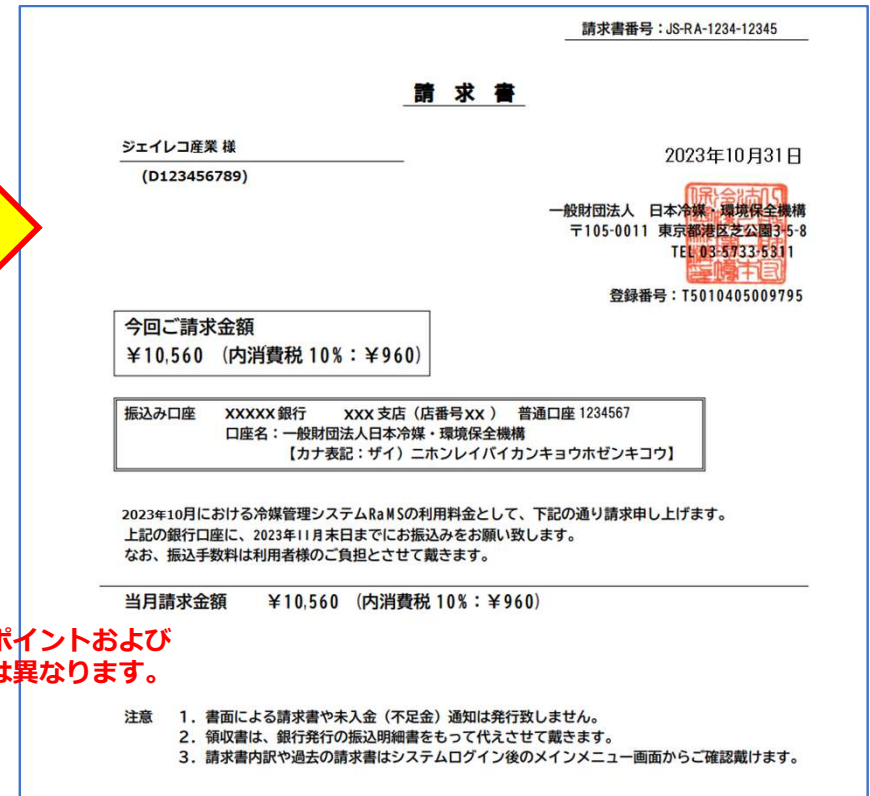 請求書番号：JS-RA-1234-12345
請 求 書
ジェイレコ産業 様
(D123456789)
2023年10月31日
一般財団法人　日本冷媒・環境保全機構
〒105-0011 東京都港区芝公園3-5-8
TEL 03-5733-5311
登録番号：T5010405009795
今回ご請求金額
￥10,560 （内消費税 10%：￥960）
振込み口座　XXXXX 銀行　XXX 支店（店番号XX ）　普通口座 1234567
口座名：一般財団法人日本冷媒・環境保全機構
【カナ表記：ザイ）ニホンレイバイカンキョウホゼンキコウ】
2023年10月における冷媒管理システムRaMSの利用料金として、下記の通り請求申し上げます。
上記の銀行口座に、2023年11月末日までにお振込みをお願い致します。
なお、振込手数料は利用者様のご負担とさせて戴きます。
当月請求金額　￥10,560 （内消費税 10%：￥960）
ポイントおよび
は異なります。
注意　1．書面による請求書や未入金（不足金）通知は発行致しません。
2．領収書は、銀行発行の振込明細書をもって代えさせて戴きます。
3．請求書内訳や過去の請求書はシステムログイン後のメインメニュー画面からご確認戴けます。